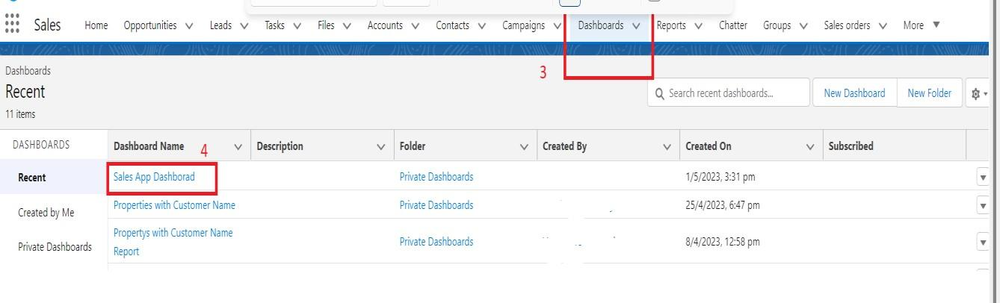 Sales Home Opportunities Leads Tasks Files Accounts Contacts Campaigns Dashboards Reports Chatter Groups Sales orders More
3
Dashboards
Recent
11 items
Search recent dashboards...
New Dashboard
New Folder
DASHBOARDS
Dashboard Name 4 Description Folder Created By Created On Subscribed
Recent
Sales App Dashborad Private Dashboards 1/5/2023, 3:31 pm
Created by Me
Properties with Customer Name Private Dashboards 25/4/2023, 6:47 pm
Private Dashboards
Propertys with Customer Name
Report
Private Dashboards 8/4/2023, 12:58 pm